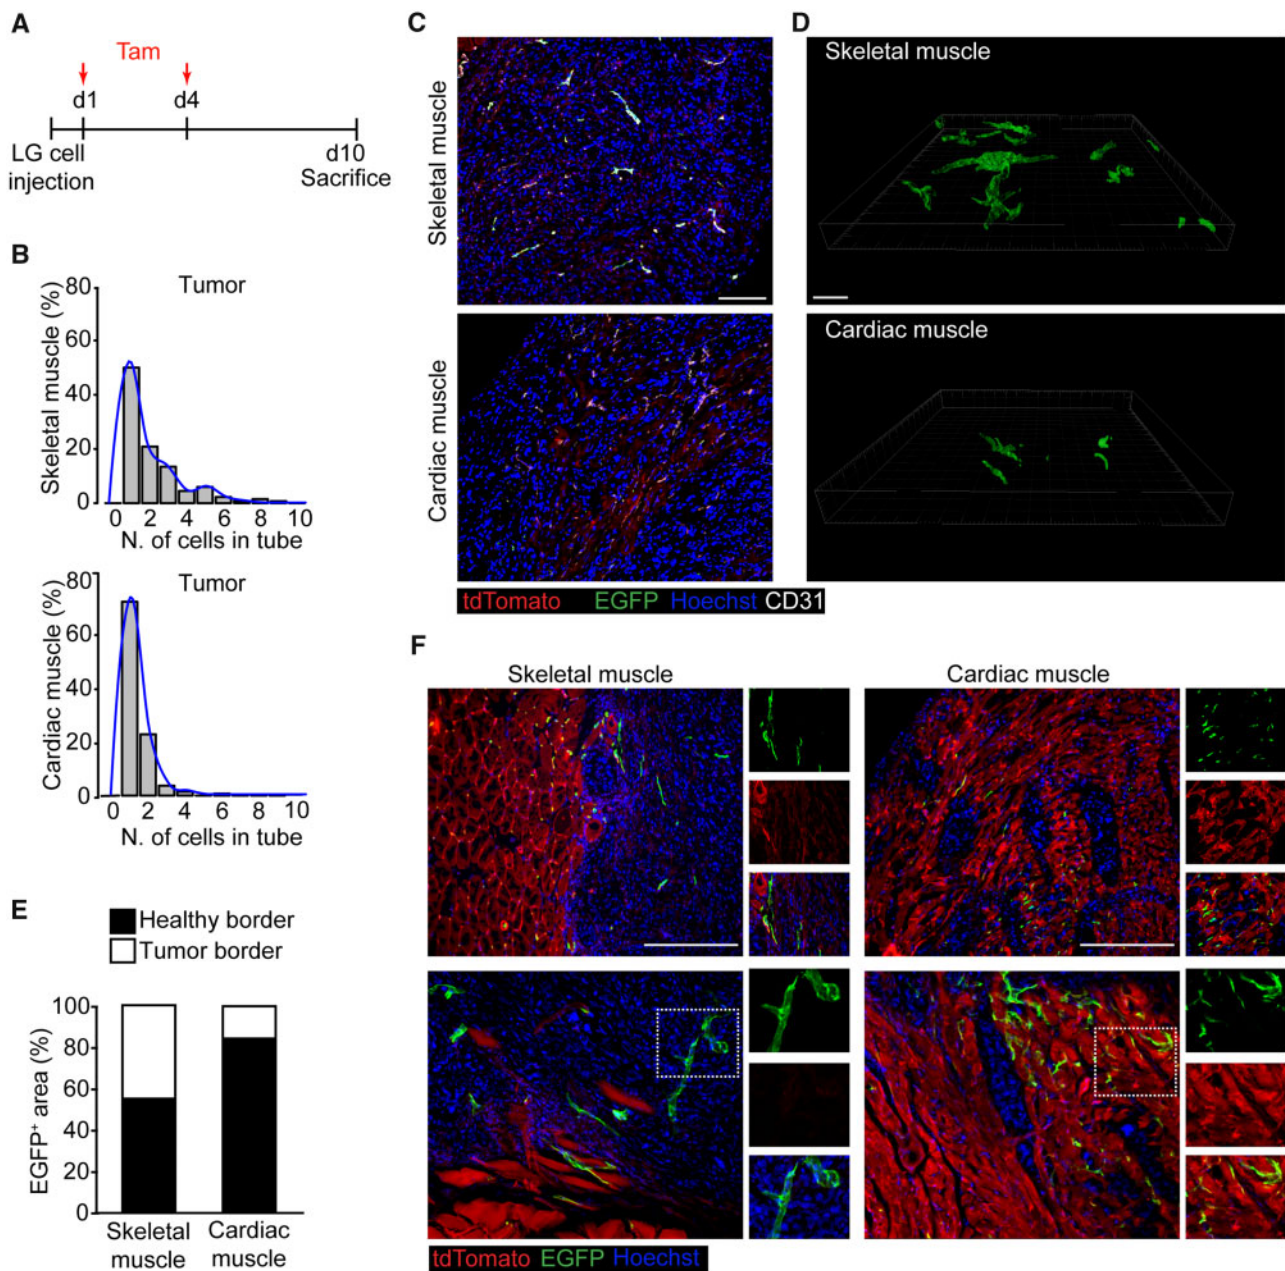 A
Tam
d1
d4
LG cell
injection
d10
Sacrifice
B
Tumor
Skeletal muscle (%)
80
60
40
20
0
0 2 4 6 8 10
N. of cells in tube
Tumor
Cardiac muscle (%)
80
60
40
20
0
0 2 4 6 8 10
N. of cells in tube
C
Skeletal muscle
Cardiac muscle
tdTomato EGFP Hoechst CD31
D
Skeletal muscle
Cardiac muscle
E
Healthy border
Tumor border
EGFP+ area (%)
100
80
60
40
20
0
Skeletal
muscle
Cardiac
muscle
F
Skeletal muscle
Cardiac muscle
tdTomato EGFP Hoechst